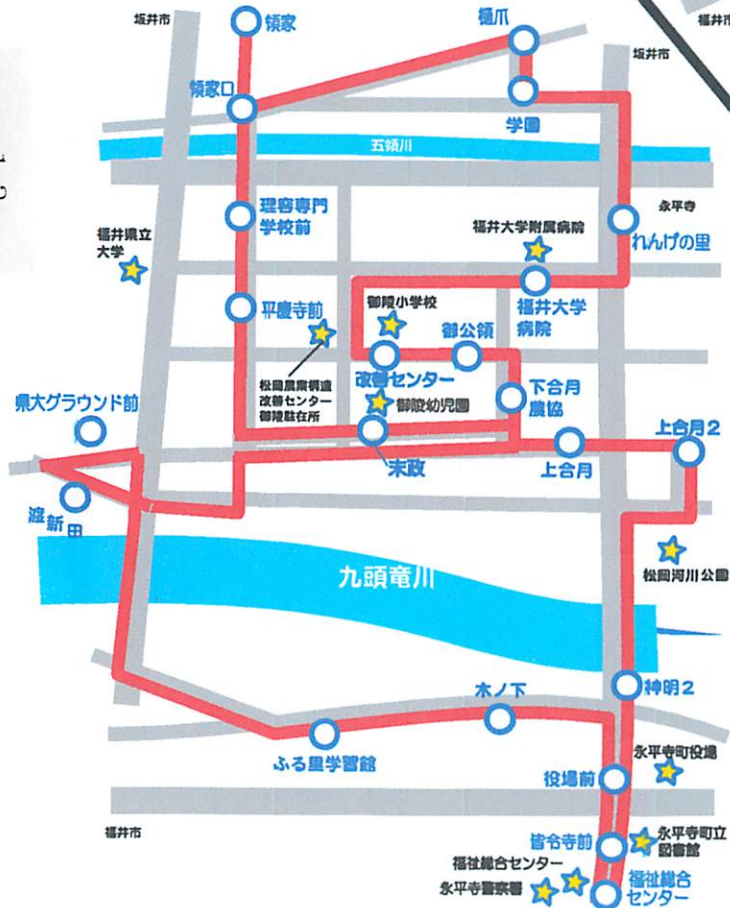 坂井市
領家
樋爪
福井市
坂井市
領家口
学園
五領川
理容専門
学校前
福井県立
大学
福井大学附属病院
永平寺
れんげの里
平慶寺前
御陵小学校
福井大学
病院
御公領
改善センター
松岡農業構造
改善センター
御陵駐在所
御陵幼児園
下合月
農協
県大グラウンド前
末政
上合月
上合月2
渡新田
松岡河川公園
九頭竜川
神明2
木ノ下
ふる里学習館
永平寺町役場
役場前
福井市
皆令寺前
永平寺町立
図書館
福祉総合センター
永平寺警察署
福祉総合
センター